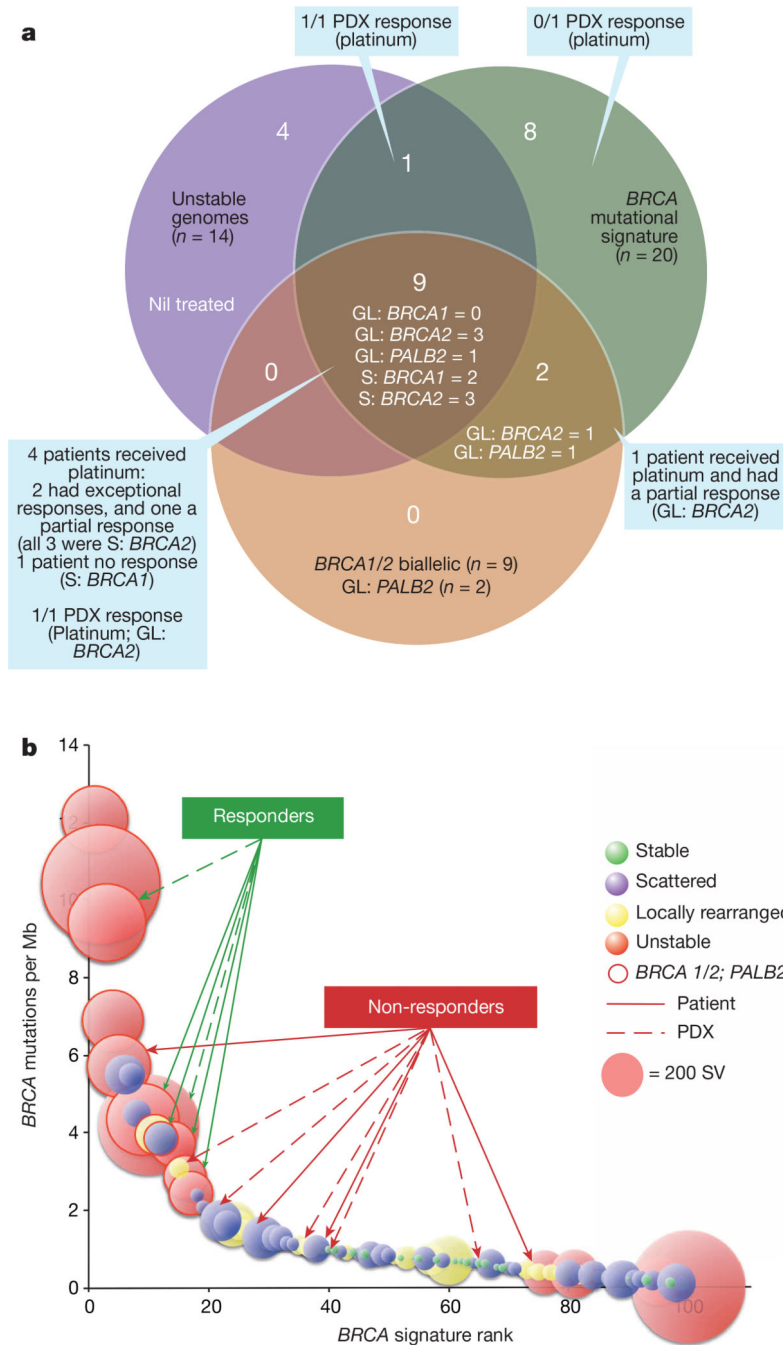 a
1/1 PDX response
(platinum)
0/1 PDX response
(platinum)
4
8
1
Unstable
genomes
(n = 14)
BRCA
mutational
signature
(n = 20)
Nil treated
9
GL: BRCA1 = 0
GL: BRCA2 = 3
GL: PALB2 = 1
S: BRCA1 = 2
S: BRCA2 = 3
0
2
GL: BRCA2 = 1
GL: PALB2 = 1
4 patients received
platinum:
2 had exceptional
responses, and one a
partial response
(all 3 were S: BRCA2)
1 patient no response
(S: BRCA1)
1/1 PDX response
(Platinum; GL:
BRCA2)
1 patient received
platinum and had
a partial response
(GL: BRCA2)
0
BRCA1/2 biallelic (n = 9)
GL: PALB2 (n = 2)
b
14
12
10
8
6
4
2
0
BRCA mutations per Mb
Responders
Non-responders
Stable
Scattered
Locally rearranged
Unstable
BRCA 1/2; PALB2
Patient
PDX
= 200 SV
0
20
40
60
80
100
BRCA signature rank